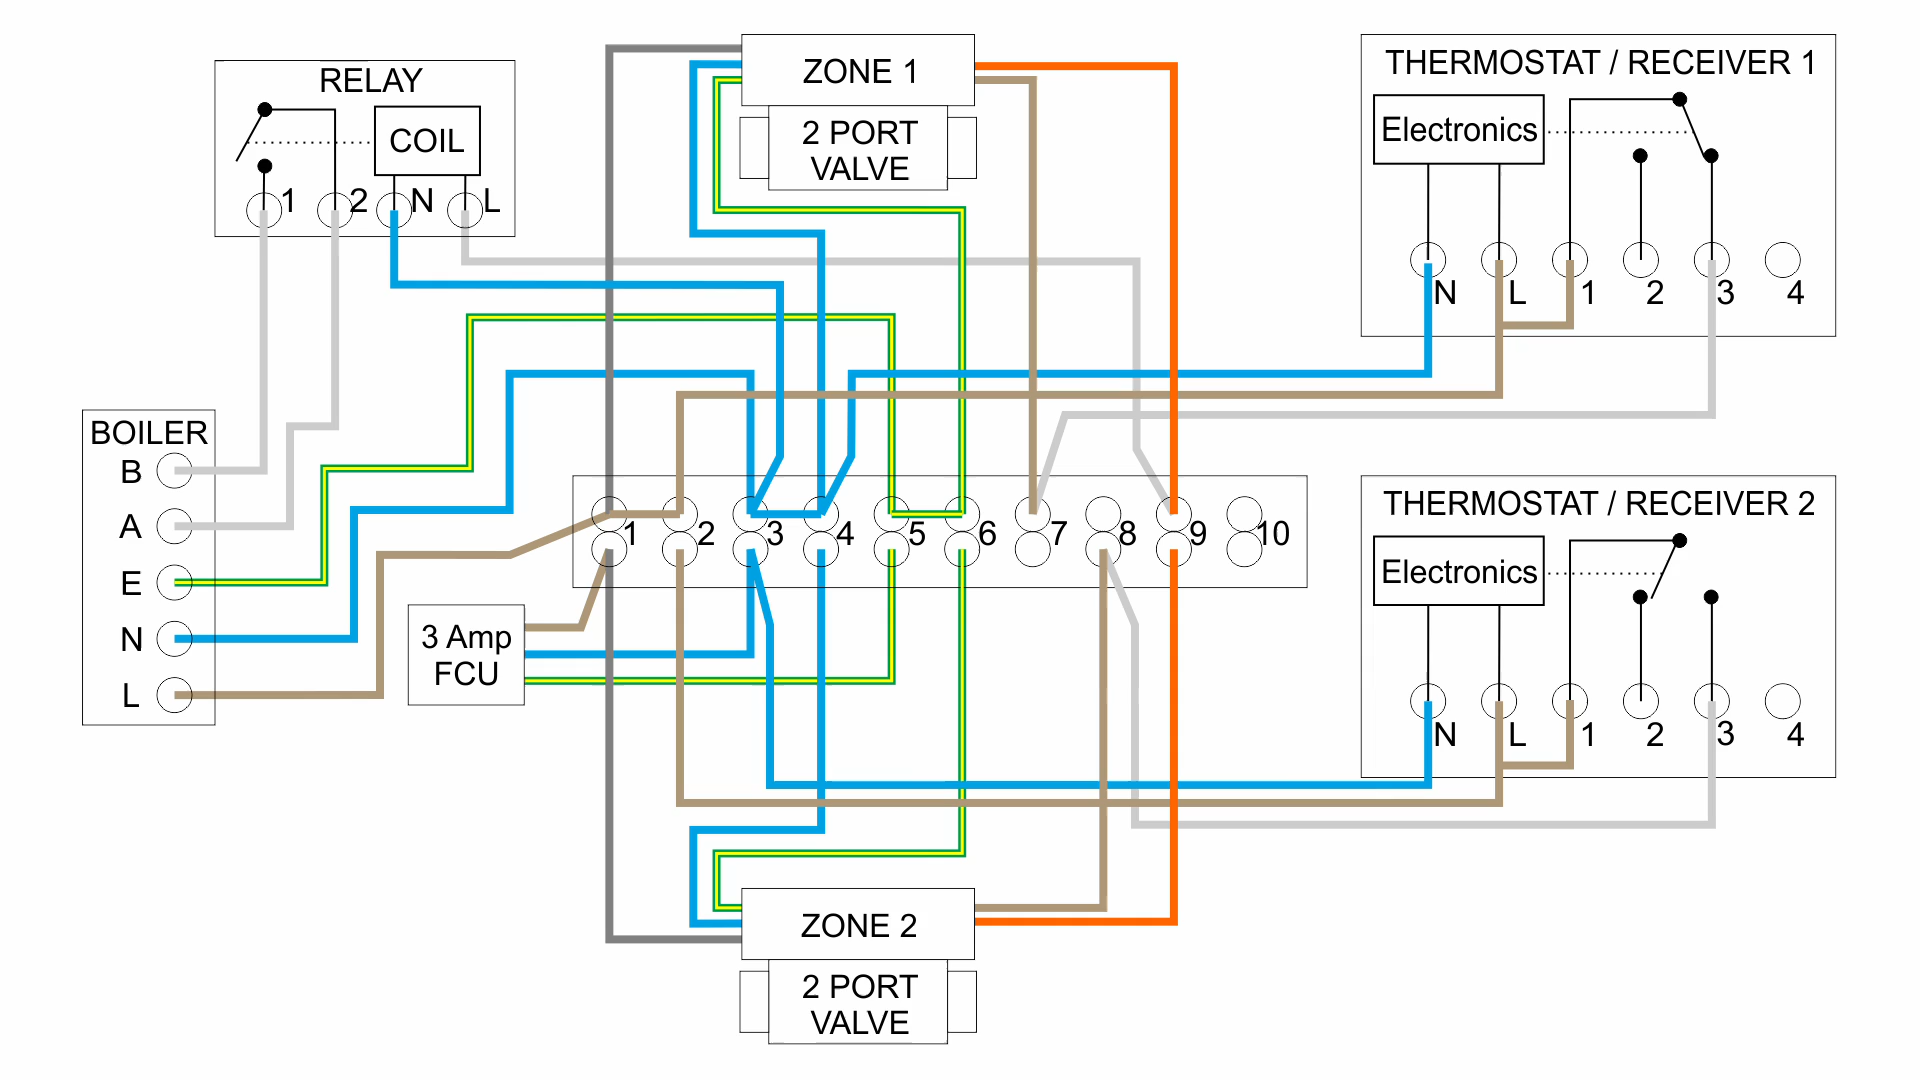 RELAY
COIL
1 2 N L
ZONE 1
2 PORT
VALVE
THERMOSTAT / RECEIVER 1
Electronics
N L 1 2 3 4
BOILER
B
A
E
N
L
3 Amp
FCU
1 2 3 4 5 6 7 8 9 10
THERMOSTAT / RECEIVER 2
Electronics
N L 1 2 3 4
ZONE 2
2 PORT
VALVE